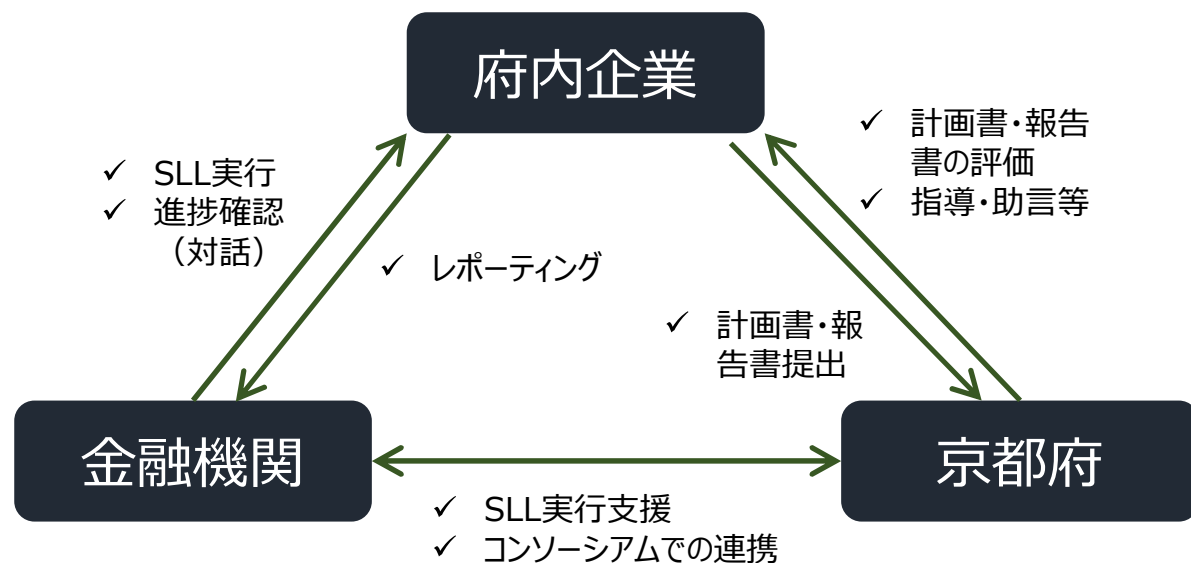 府内企業
✓ SLL実行
✓ 進捗確認
（対話）
✓ レポーティング
✓ 計画書・報告
書の評価
✓ 指導・助言等
✓ 計画書・報
告書提出
金融機関
京都府
✓ SLL実行支援
✓ コンソーシアムでの連携